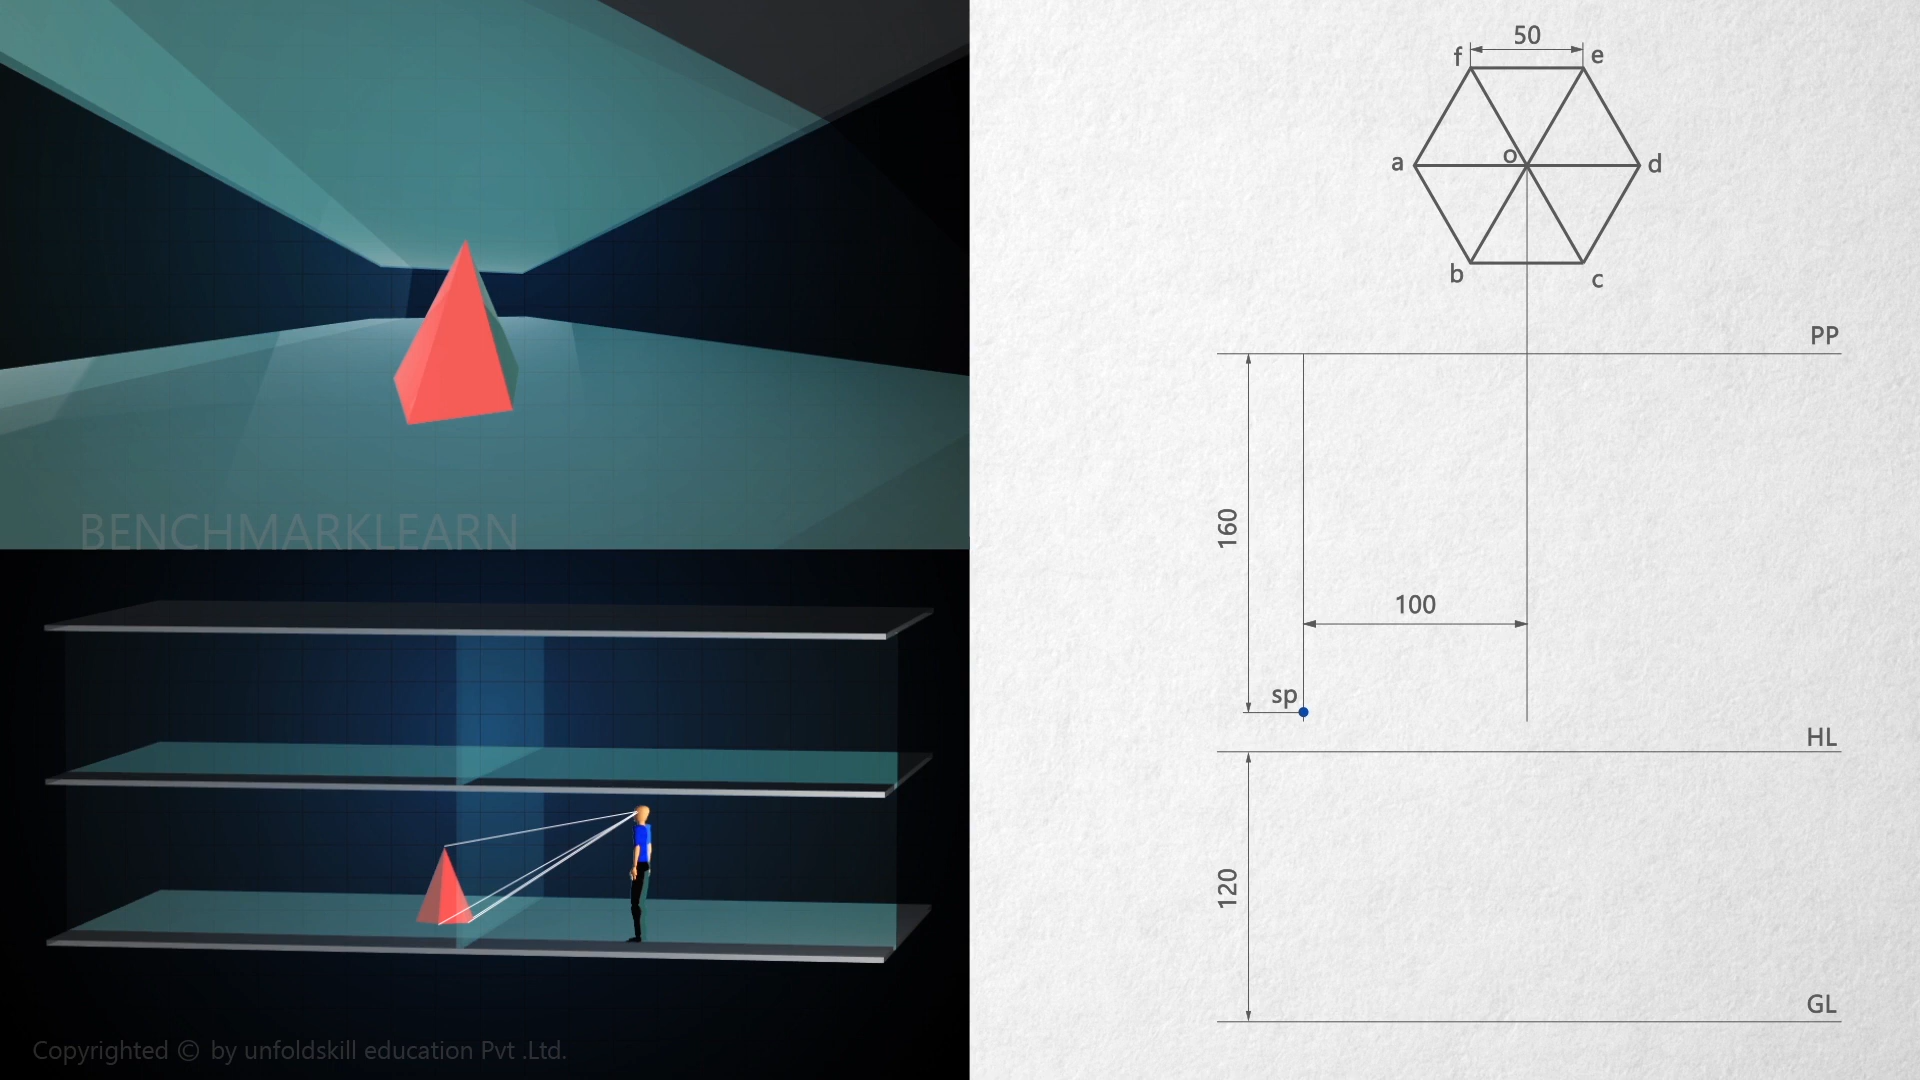 BENCHMARKLEARN
Copyrighted © by unfoldskill education Pvt .Ltd.
50
f
e
a
o
d
b
c
PP
160
100
sp
HL
120
GL